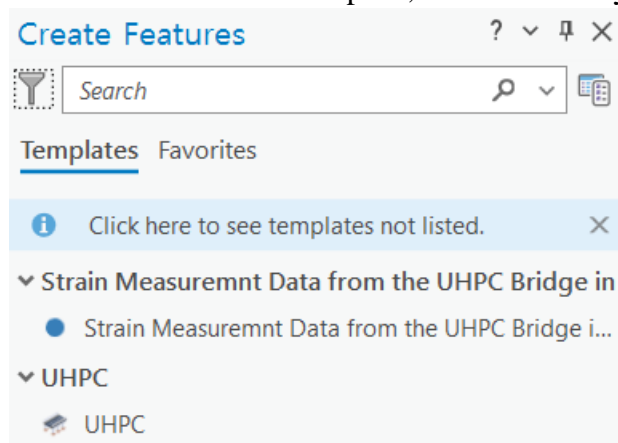 Create Features ?
Search
Templates Favorites
Click here to see templates not listed.
Strain Measuremnt Data from the UHPC Bridge in
Strain Measuremnt Data from the UHPC Bridge i...
UHPC
UHPC